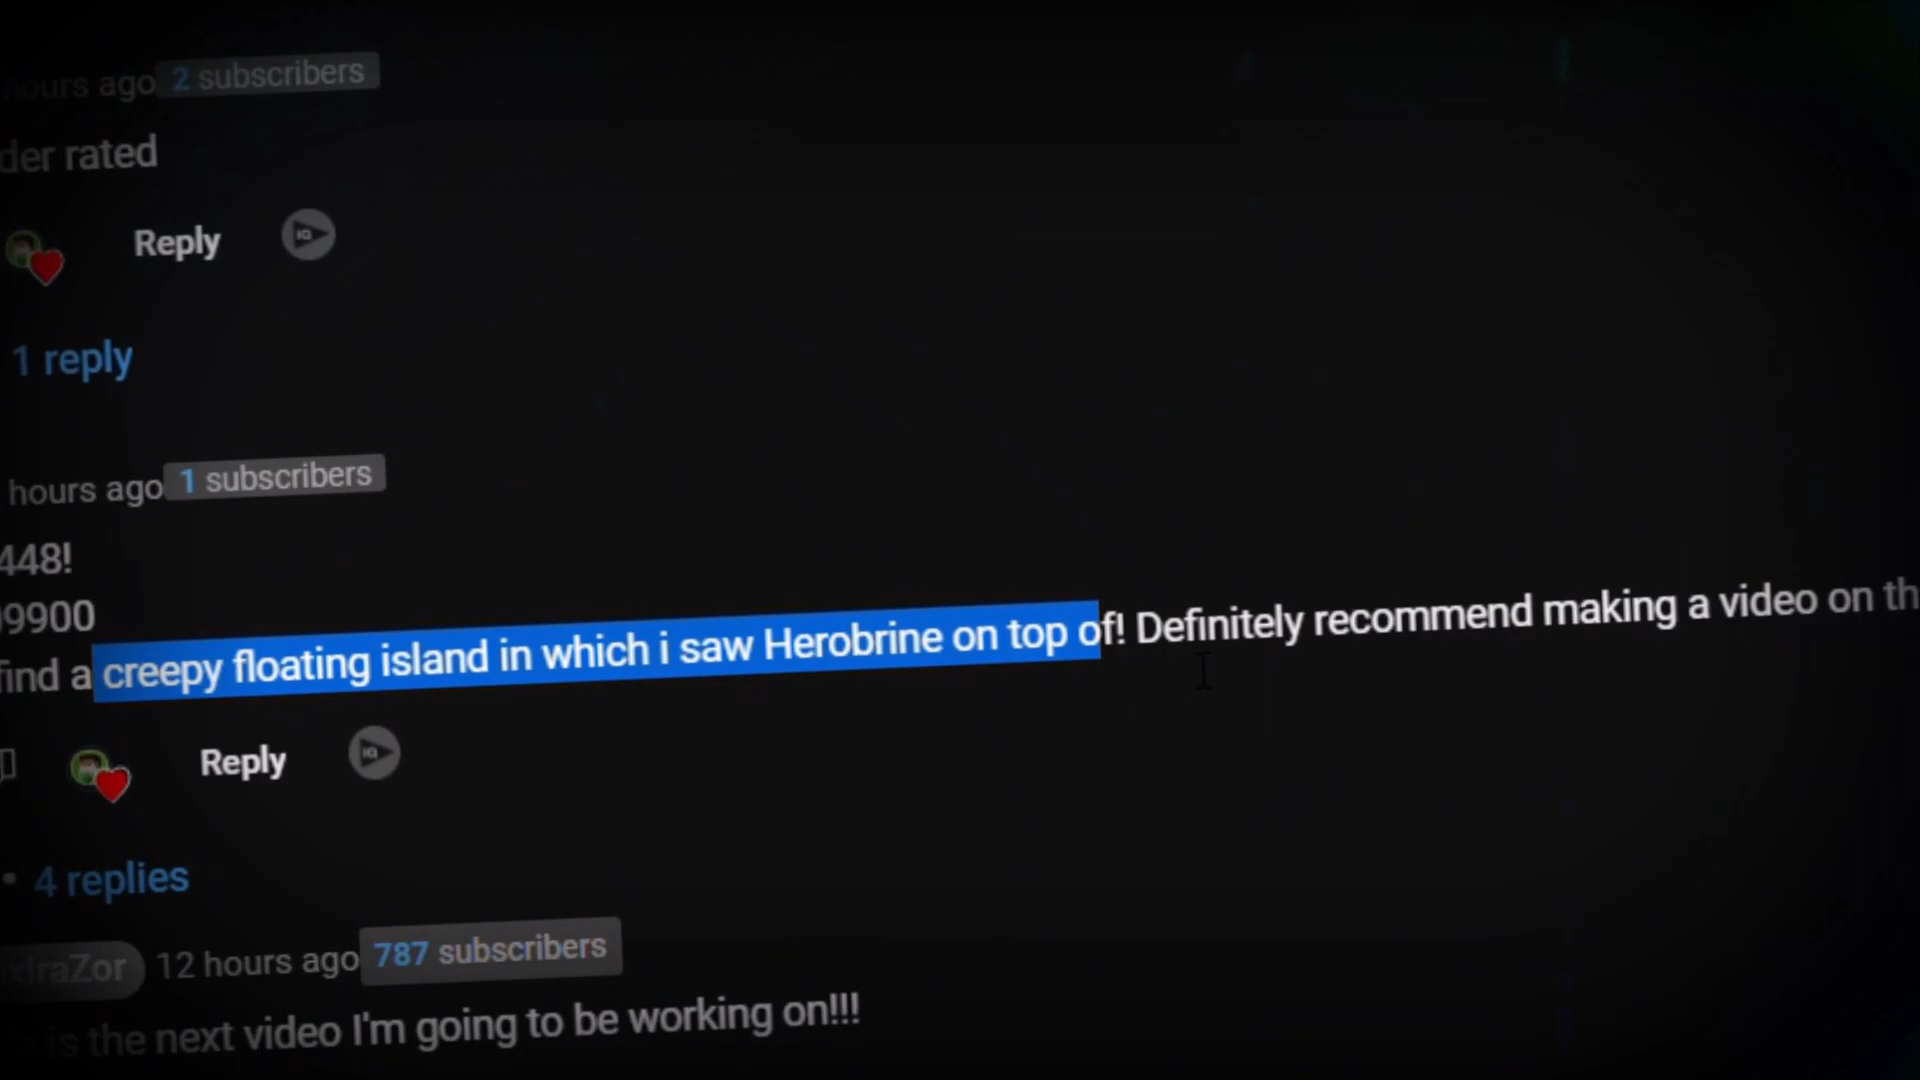 hours ago 2 subscribers
der rated
Reply
1 reply
hours ago 1 subscribers
448!
9900
find a creepy floating island in which i saw Herobrine on top of! Definitely recommend making a video on th
Reply
• 4 replies
12 hours ago 787 subscribers
is the next video I'm going to be working on!!!